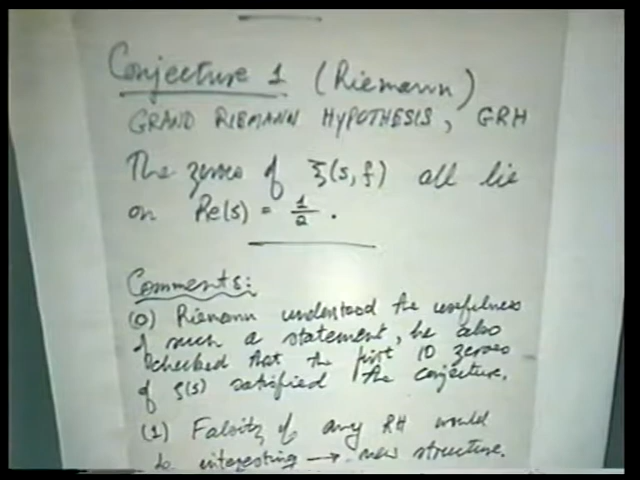 Conjecture 1 (Riemann)
GRAND RIEMANN HYPOTHESIS, GRH
The zeroes of ξ(s, f) all lie
on Re(s) = 1/2 .
Comments:
(0) Riemann understood the usefulness
of such a statement, he also
checked that the first 10 zeroes
of ζ(s) satisfied the conjecture.
(1) Falsity of any RH would
be interesting → new structure.